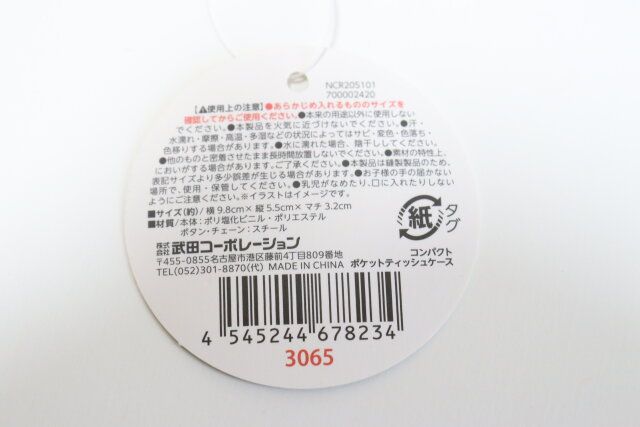 NCR205101
700002420
【⚠使用上の注意】●あらかじめ入れるもののサイズを
確認してからご使用ください。●本来の用途以外に使用しない
でください。●本製品を火気に近づけないでください。●汗・
水濡れ・摩擦・高温・多湿などの状況によってはサビ・変色・色落ち・
色移りする場合があります。●水に濡れた場合、陰干ししてください。
●他のものと密着させたまま長時間放置しないでください。●素材の特性上、
においがする場合があります。ご了承ください。●本製品は縫製製品のため、
表記サイズより多少誤差が生じる場合があります。●お子様の手の届かない
場所で、使用・保管してください。●乳児がなめたり、口に入れたりしない
ようにご注意ください。※イラストはイメージです。
■サイズ(約)/横9.8cm×縦5.5cm×マチ3.2cm
■材質/本体:ポリ塩化ビニル・ポリエステル
ボタン・チェーン:スチール
株式会社 武田コーポレーション
〒455-0855名古屋市港区藤前4丁目809番地
TEL(052)301-8870(代) MADE IN CHINA
紙
タグ
コンパクト
ポケットティッシュケース
4 545244 678234
3065